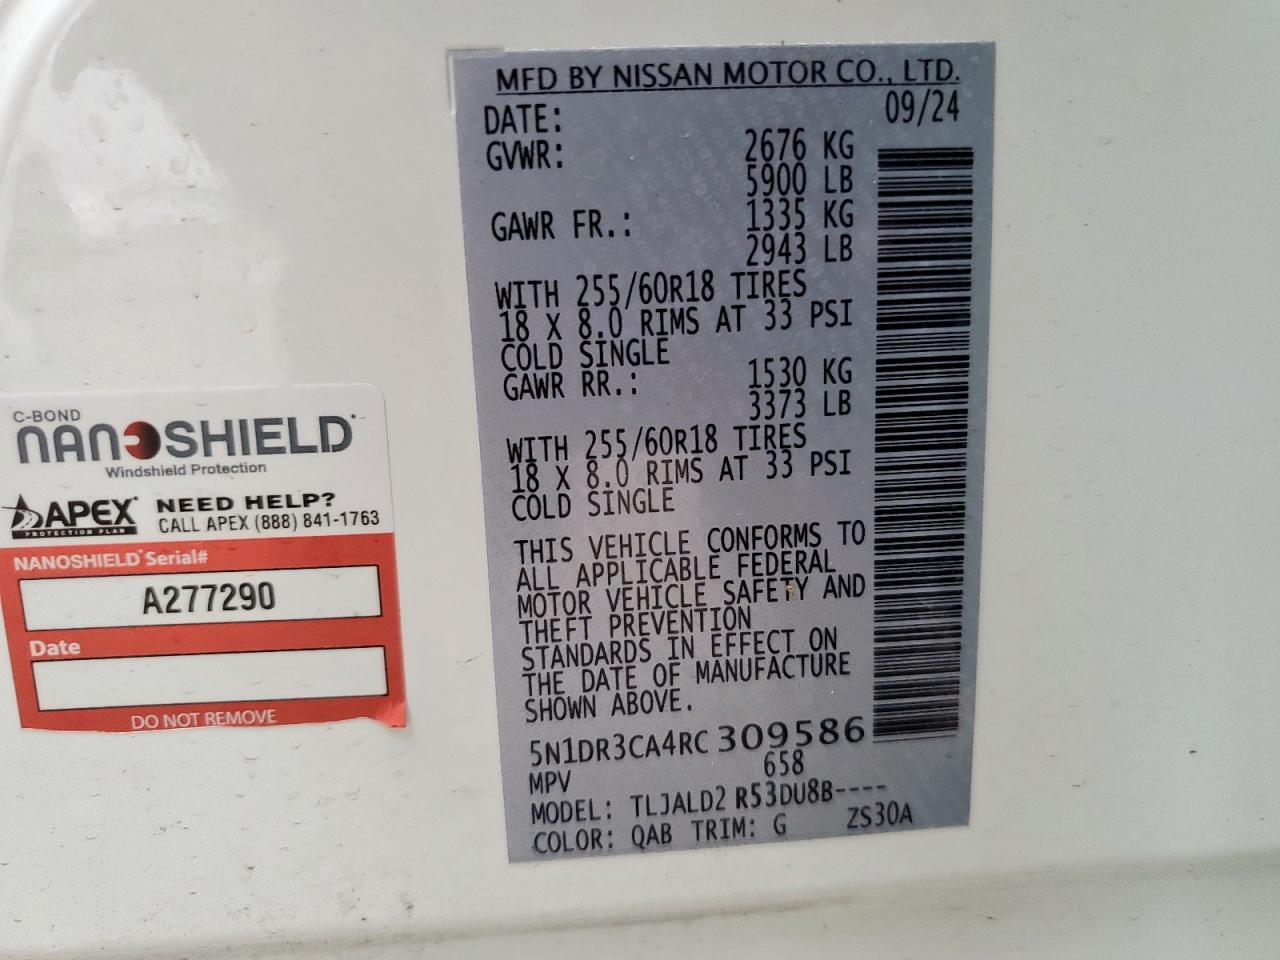 MFD BY NISSAN MOTOR CO., LTD.
DATE: 09/24
GVWR: 2676 KG
5900 LB
GAWR FR.: 1335 KG
2943 LB
WITH 255/60R18 TIRES
18 X 8.0 RIMS AT 33 PSI
COLD SINGLE
GAWR RR.: 1530 KG
3373 LB
WITH 255/60R18 TIRES
18 X 8.0 RIMS AT 33 PSI
COLD SINGLE
THIS VEHICLE CONFORMS TO
ALL APPLICABLE FEDERAL
MOTOR VEHICLE SAFETY AND
THEFT PREVENTION
STANDARDS IN EFFECT ON
THE DATE OF MANUFACTURE
SHOWN ABOVE.
5N1DR3CA4RC309586
MPV 658
MODEL: TLJALD2 R53DU8B----
COLOR: QAB TRIM: G ZS30A
C-BOND
NANOSHIELD
Windshield Protection
APEX
PROTECTION PLAN
NEED HELP?
CALL APEX (888) 841-1763
NANOSHIELD Serial#
A277290
Date
DO NOT REMOVE